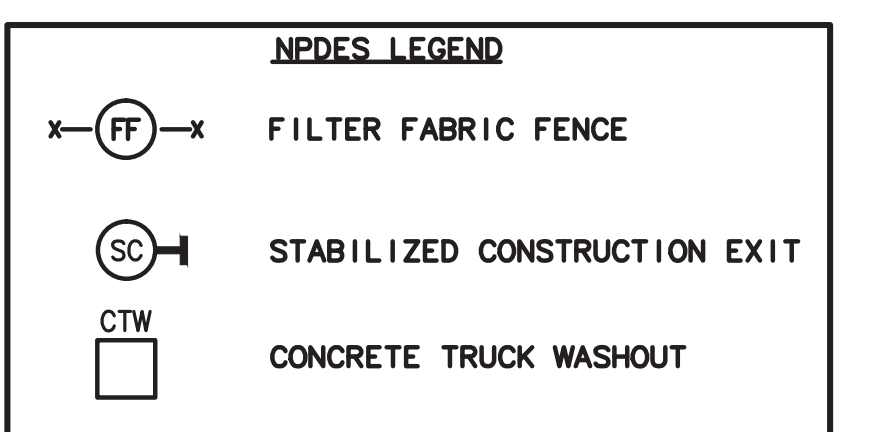 NPDES LEGEND
x FF x FILTER FABRIC FENCE
SC STABILIZED CONSTRUCTION EXIT
CTW
CONCRETE TRUCK WASHOUT